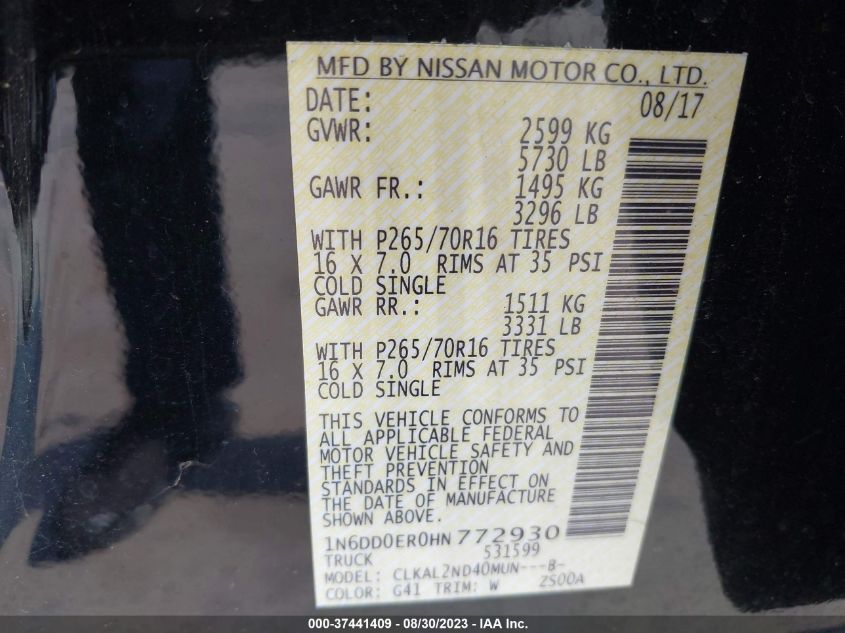 MFD BY NISSAN MOTOR CO., LTD.
DATE: 08/17
GVWR: 2599 KG
5730 LB
GAWR FR.: 1495 KG
3296 LB
WITH P265/70R16 TIRES
16 X 7.0 RIMS AT 35 PSI
COLD SINGLE
GAWR RR.: 1511 KG
3331 LB
WITH P265/70R16 TIRES
16 X 7.0 RIMS AT 35 PSI
COLD SINGLE
THIS VEHICLE CONFORMS TO
ALL APPLICABLE FEDERAL
MOTOR VEHICLE SAFETY AND
THEFT PREVENTION
STANDARDS IN EFFECT ON
THE DATE OF MANUFACTURE
SHOWN ABOVE.
1N6DD0ER0HN772930
TRUCK 531599
MODEL: CLKAL2ND40MUN---B-
COLOR: G41 TRIM: W ZS00A
000-37441409 - 08/30/2023 - IAA Inc.